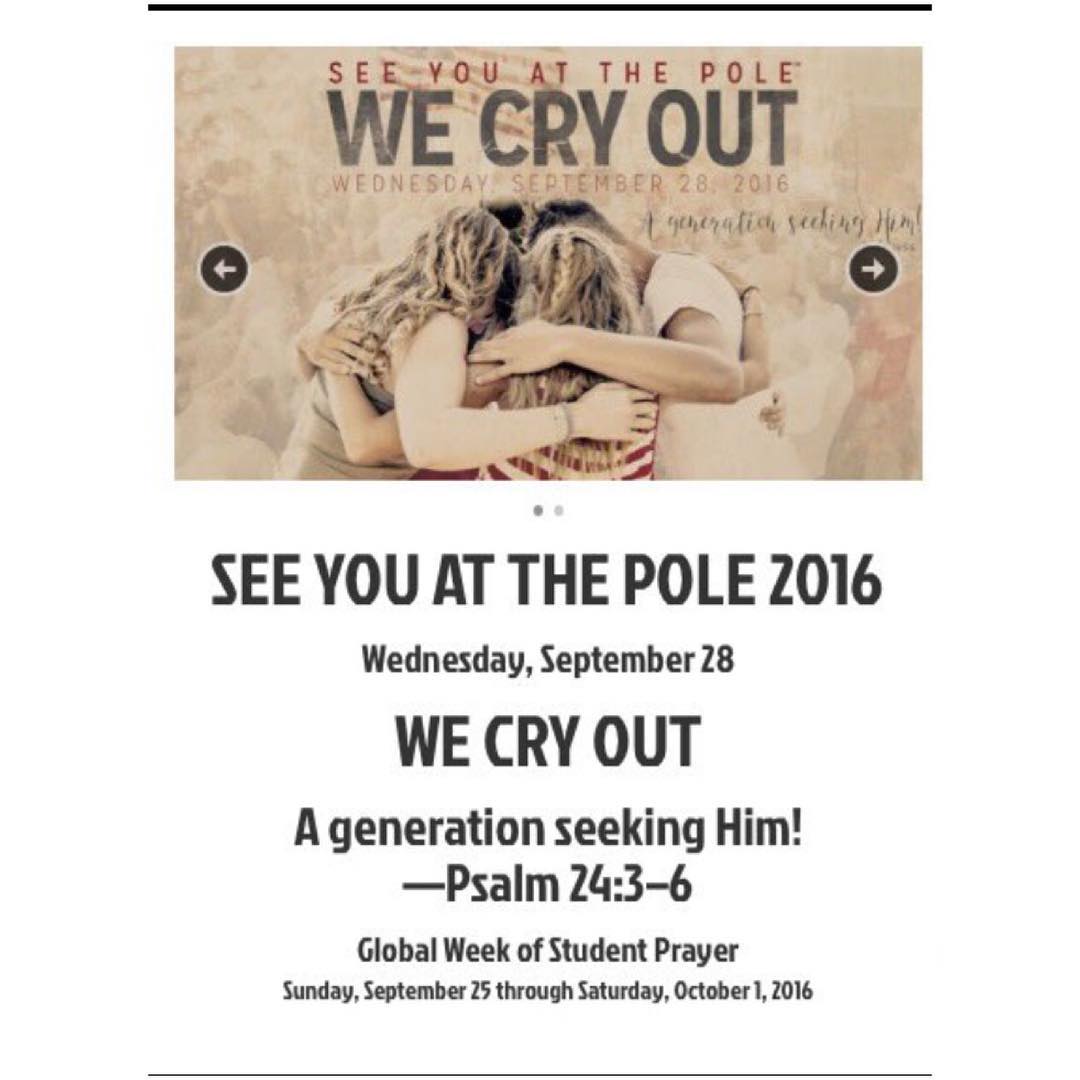 SEE YOU AT THE POLE
WE CRY OUT
WEDNESDAY, SEPTEMBER 28, 2016
A generation seeking Him!
SEE YOU AT THE POLE 2016
Wednesday, September 28
WE CRY OUT
A generation seeking Him!
—Psalm 24:3–6
Global Week of Student Prayer
Sunday, September 25 through Saturday, October 1, 2016